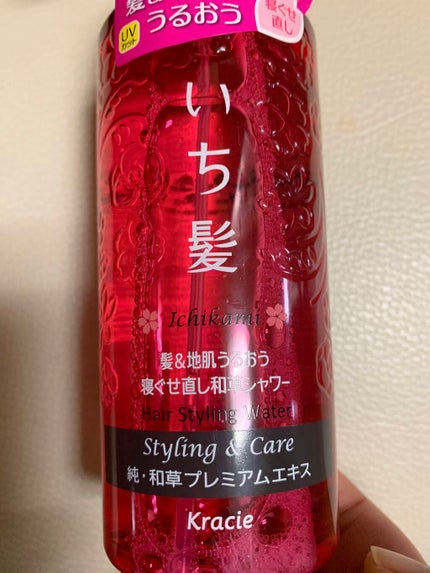 髪&
うるおう
UV
カット
寝ぐせ
直し
いち髪
Ichikami
髪&地肌うるおう
寝ぐせ直し和草シャワー
Hair Styling Water
Styling & Care
純・和草プレミアムエキス
Kracie